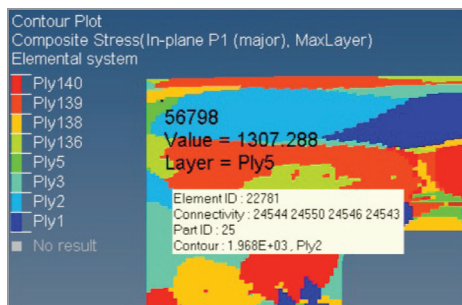 Contour Plot
Composite Stress(In-plane P1 (major), MaxLayer)
Elemental system
Ply140
Ply139
Ply138
Ply136
Ply5
Ply3
Ply2
Ply1
No result
56798
Value = 1307.288
Layer = Ply5
Element ID : 22781
Connectivity : 24544 24550 24546 24543
Part ID : 25
Contour : 1.968E+03 , Ply2